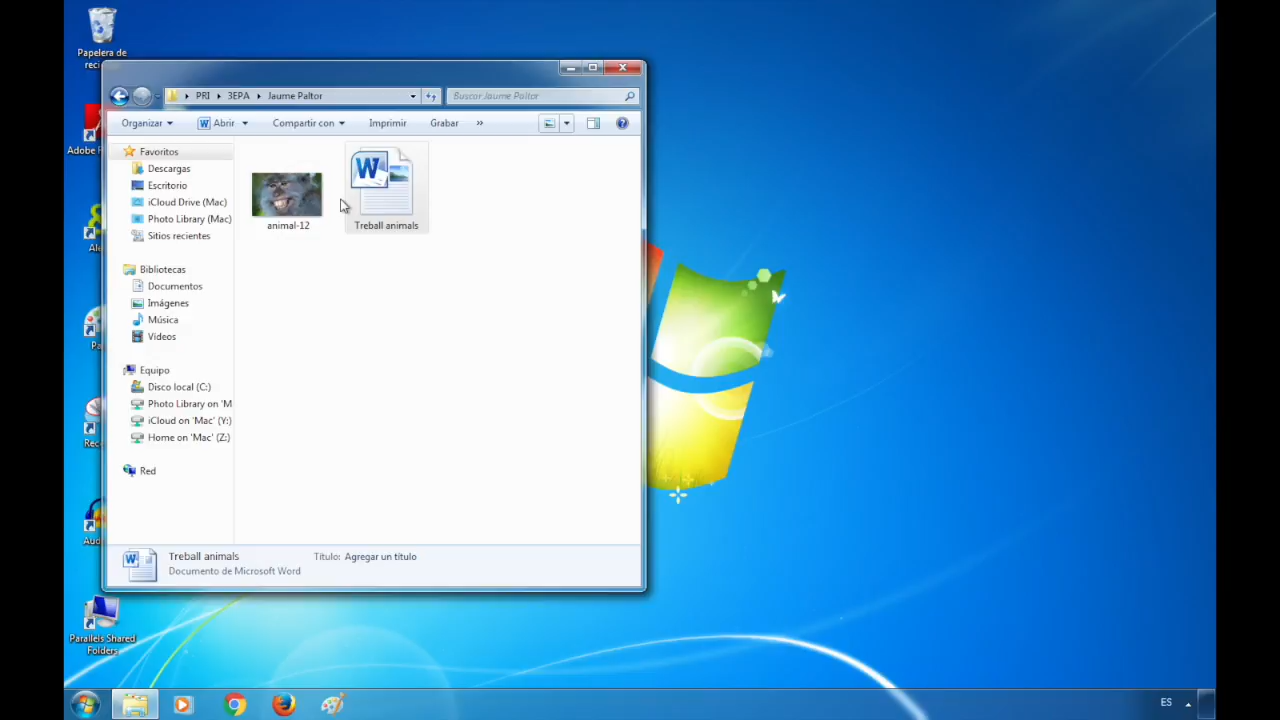 Papelera de
reci
PRI
3EPA
Jaume Paltor
Buscar Jaume Paltor
Organizar
Abrir
Compartir con
Imprimir
Grabar
»
Favoritos
Descargas
Escritorio
iCloud Drive (Mac)
Photo Library (Mac)
Sitios recientes
Bibliotecas
Documentos
Imágenes
Música
Vídeos
Equipo
Disco local (C:)
Photo Library on 'M
iCloud on 'Mac' (Y:)
Home on 'Mac' (Z:)
Red
animal-12
Treball animals
Treball animals
Título: Agregar un título
Documento de Microsoft Word
Adobe
Parallels Shared
Folders
ES